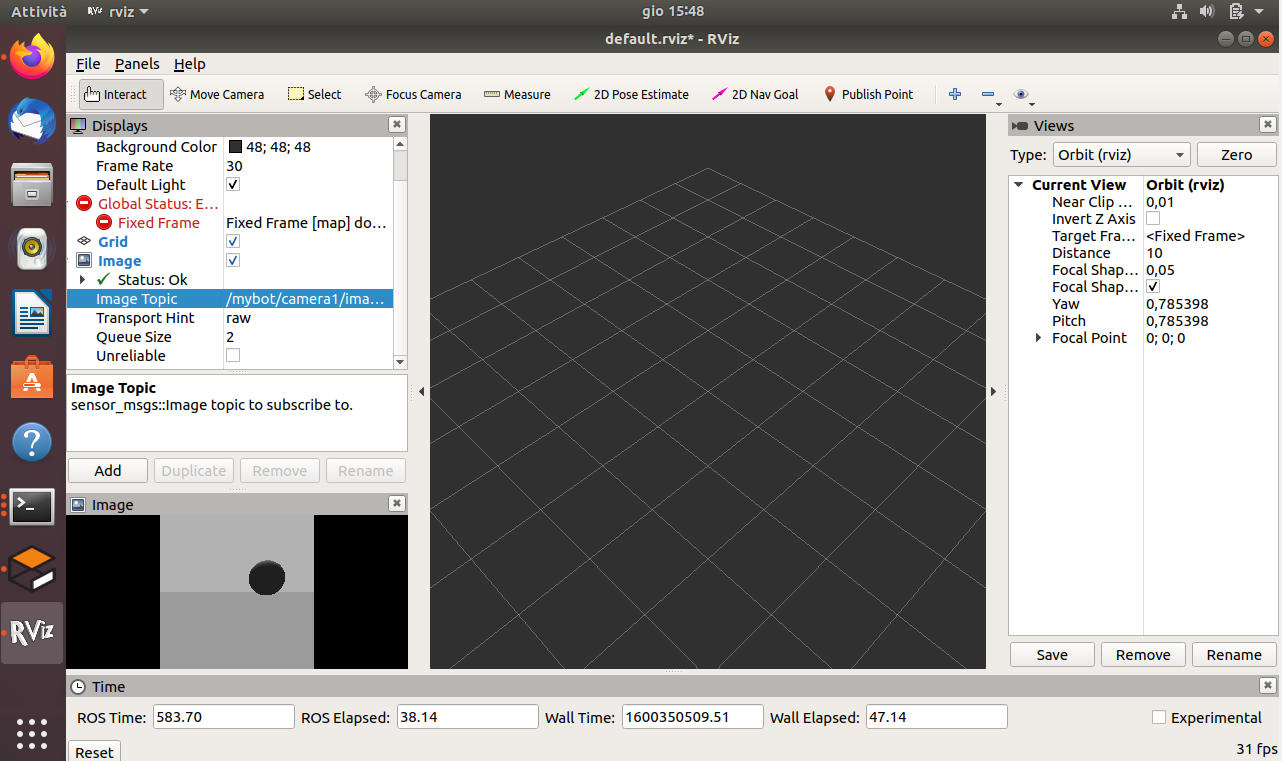 Attività RViz rviz gio 15:48
default.rviz* - RViz
File Panels Help
Interact Move Camera Select Focus Camera Measure 2D Pose Estimate 2D Nav Goal Publish Point
Displays
Background Color 48; 48; 48
Frame Rate 30
Default Light
Global Status: E...
Fixed Frame Fixed Frame [map] do...
Grid
Image
Status: Ok
Image Topic /mybot/camera1/ima...
Transport Hint raw
Queue Size 2
Unreliable
Image Topic
sensor_msgs::Image topic to subscribe to.
Add Duplicate Remove Rename
Image
Views
Type: Orbit (rviz) Zero
Current View Orbit (rviz)
Near Clip ... 0,01
Invert Z Axis
Target Fra... <Fixed Frame>
Distance 10
Focal Shap... 0,05
Focal Shap...
Yaw 0,785398
Pitch 0,785398
Focal Point 0; 0; 0
Save Remove Rename
RViz
Time
ROS Time: 583.70 ROS Elapsed: 38.14 Wall Time: 1600350509.51 Wall Elapsed: 47.14 Experimental
Reset 31 fps